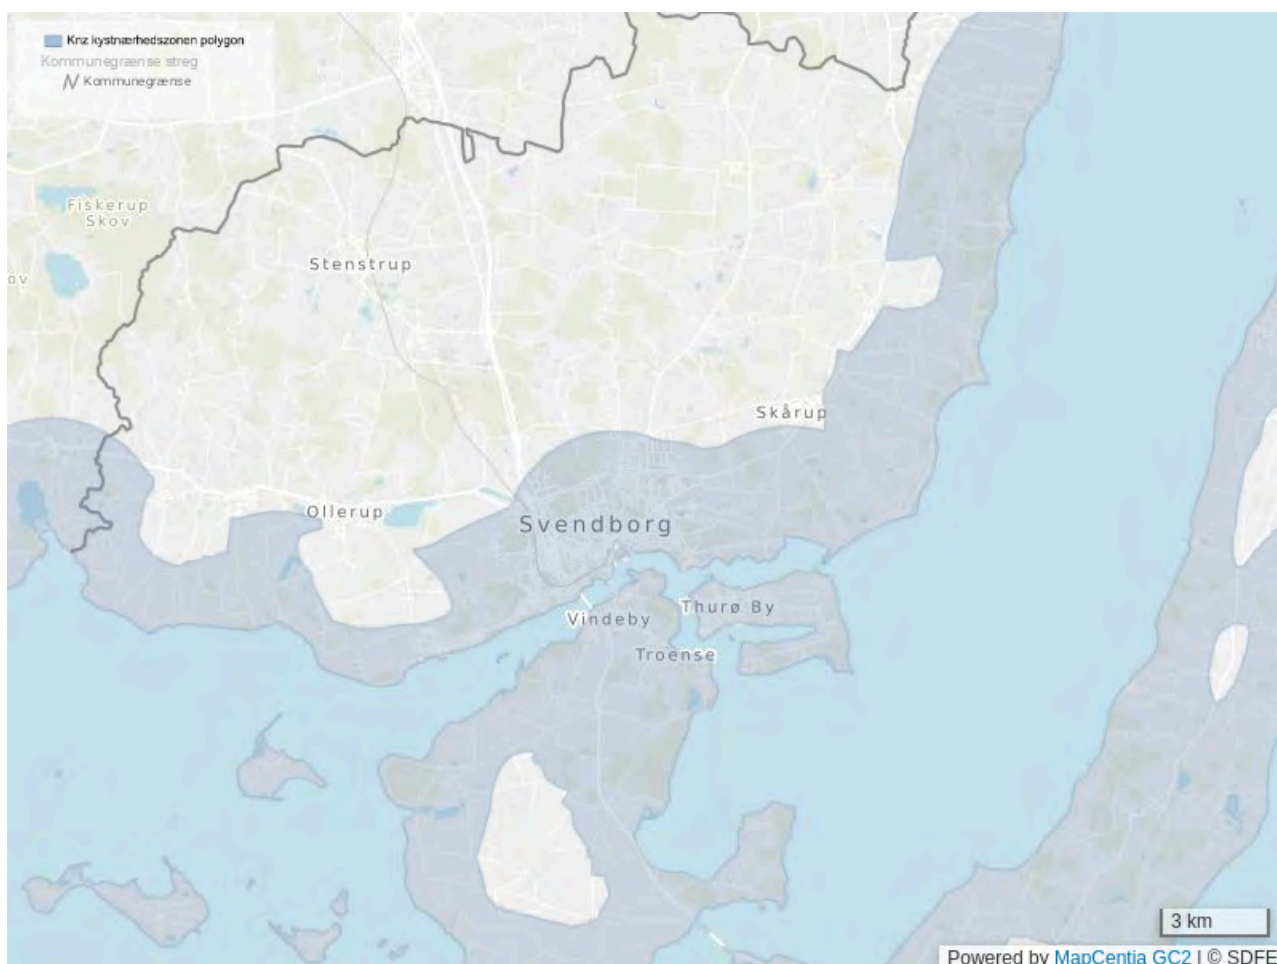 Knz kystnærhedszonen polygon
Kommunegrænse streg
Kommunegrænse
Fiskerup
Skov
ov
Stenstrup
Skårup
Ollerup
Svendborg
Vindeby
Thurø By
Troense
3 km
Powered by MapCentia GC2 | © SDFE